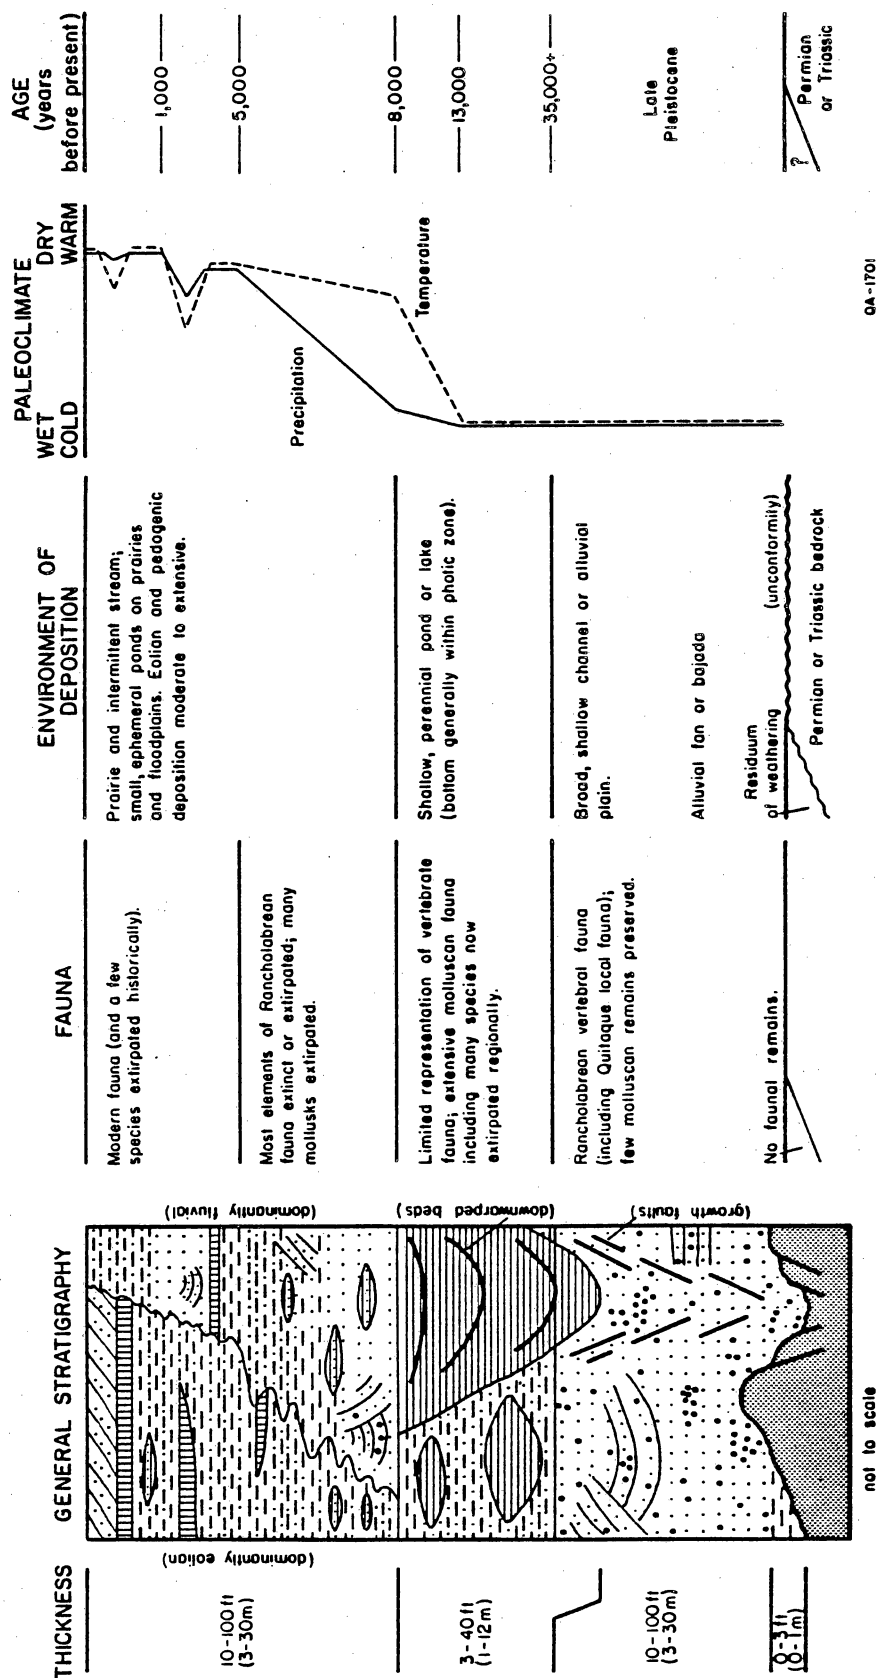 THICKNESS
10-100 ft
(3-30m)
3-40 ft
(1-12m)
10-100 ft
(3-30m)
0-3 ft
(0-1m)
GENERAL STRATIGRAPHY
(dominantly eolian)
(dominantly fluvial)
(downwarped beds)
(growth faults)
not to scale
FAUNA
Modern fauna (and a few
species extirpated historically).
Most elements of Rancholabrean
fauna extinct or extirpated; many
mollusks extirpated.
Limited representation of vertebrate
fauna; extensive molluscan fauna
including many species now
extirpated regionally.
Rancholabrean vertebral fauna
(including Quitaque local fauna);
few molluscan remains preserved.
No faunal remains.
ENVIRONMENT OF
DEPOSITION
Prairie and intermittent stream;
small, ephemeral ponds on prairies
and floodplains. Eolian and pedogenic
deposition moderate to extensive.
Shallow, perennial pond or lake
(bottom generally within photic zone).
Broad, shallow channel or alluvial
plain.
Alluvial fan or bajada
Residuum
of weathering
(unconformity)
Permian or Triassic bedrock
PALEOCLIMATE
WET DRY
COLD WARM
Precipitation
Temperature
AGE
(years
before present)
1,000
5,000
8,000
13,000
35,000+
Late
Pleistocene
?
Permian
or Triassic
QA-1701